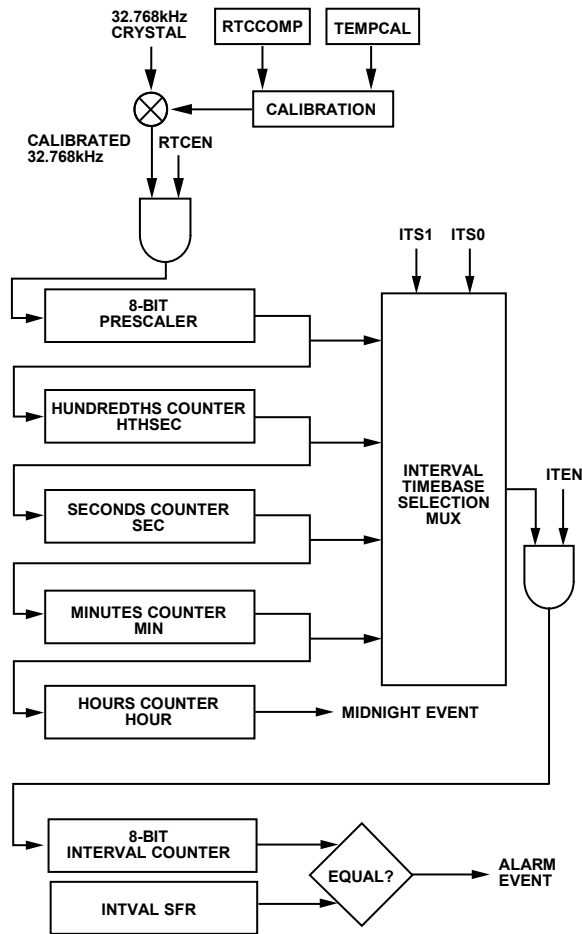 32.768kHz
CRYSTAL
RTCCOMP
TEMPCAL
CALIBRATION
CALIBRATED
32.768kHz
RTCEN
ITS1
ITS0
8-BIT
PRESCALER
HUNDREDTHS COUNTER
HTHSEC
SECONDS COUNTER
SEC
MINUTES COUNTER
MIN
HOURS COUNTER
HOUR
MIDNIGHT EVENT
INTERVAL
TIMEBASE
SELECTION
MUX
ITEN
8-BIT
INTERVAL COUNTER
INTVAL SFR
EQUAL?
ALARM
EVENT